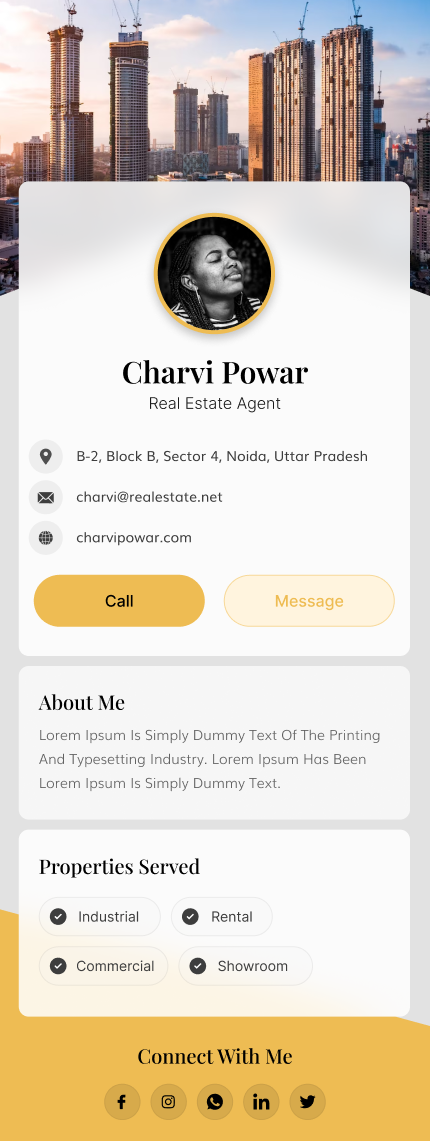 Charvi Powar
Real Estate Agent
B-2, Block B, Sector 4, Noida, Uttar Pradesh
charvi@realestate.net
charvipowar.com
Call
Message
About Me
Lorem Ipsum Is Simply Dummy Text Of The Printing
And Typesetting Industry. Lorem Ipsum Has Been
Lorem Ipsum Is Simply Dummy Text.
Properties Served
Industrial
Rental
Commercial
Showroom
Connect With Me